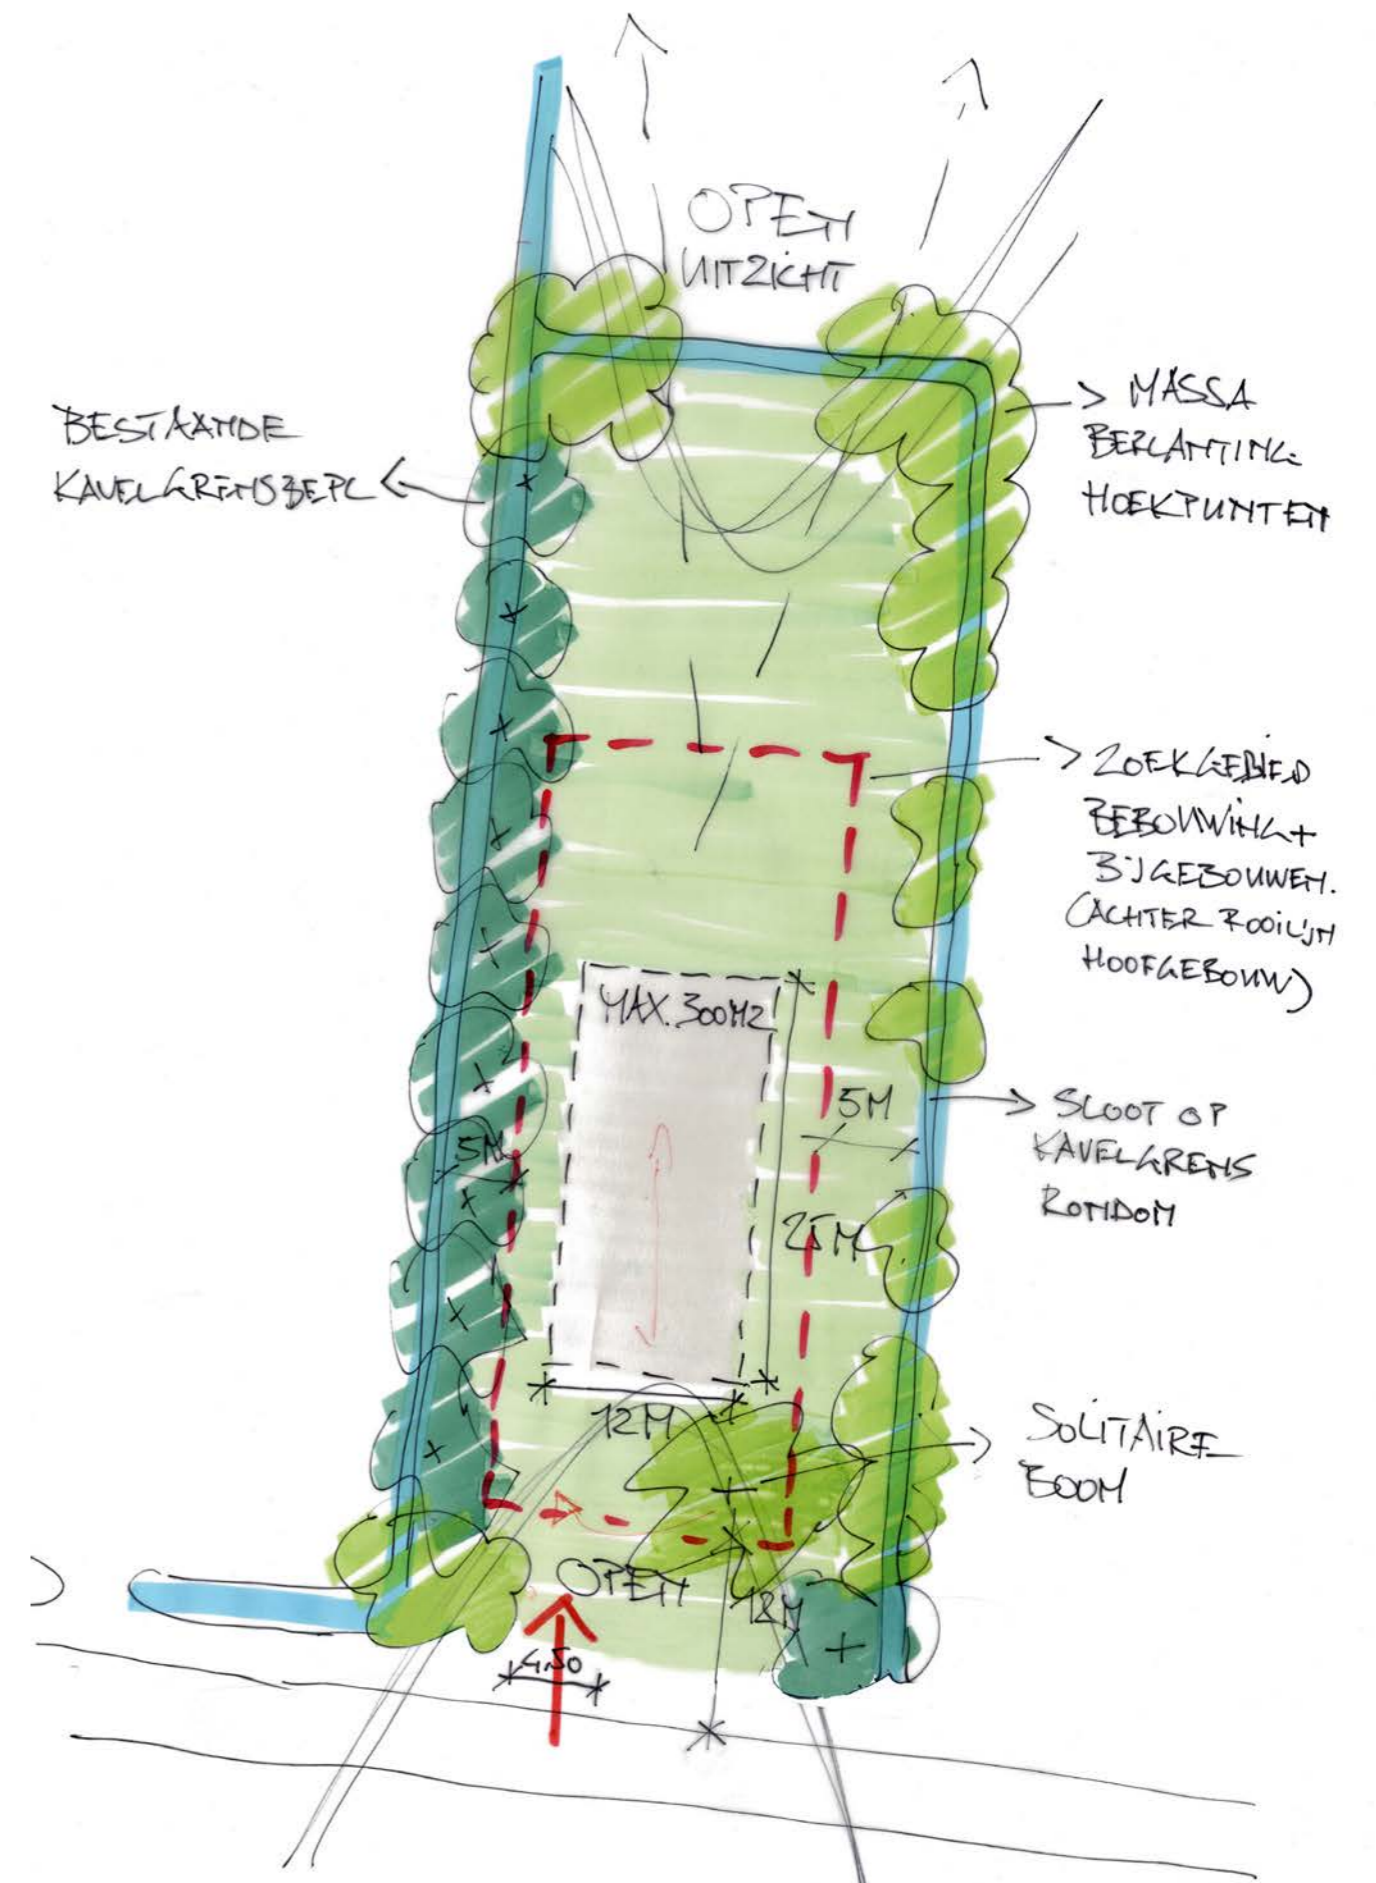 OPEN
UITZICHT
BESTAANDE
KAVELGRENSBEPL
MASSA
BEPLANTING
HOEKPUNTEN
ZOEKGEBIED
BEBOUWING +
BIJGEBOUWEN.
(ACHTER ROOILIJN
HOOFGEBOUW)
MAX. 300M2
5M
5M
SLOOT OP
KAVELGRENS
RONDOM
25M
12M
SOLITAIRE
BOOM
OPEN
18M
4.50